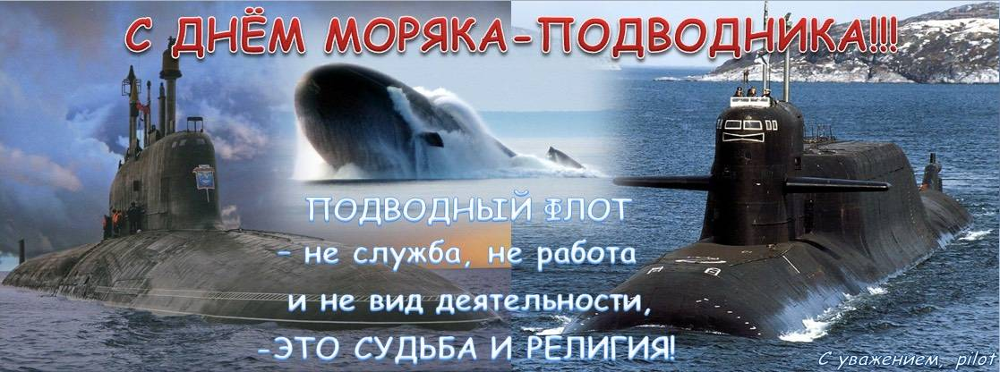 С ДНЁМ МОРЯКА-ПОДВОДНИКА!!!
ПОДВОДНЫЙ ФЛОТ
- не служба, не работа
и не вид деятельности,
-ЭТО СУДЬБА И РЕЛИГИЯ!
С уважением, pilot